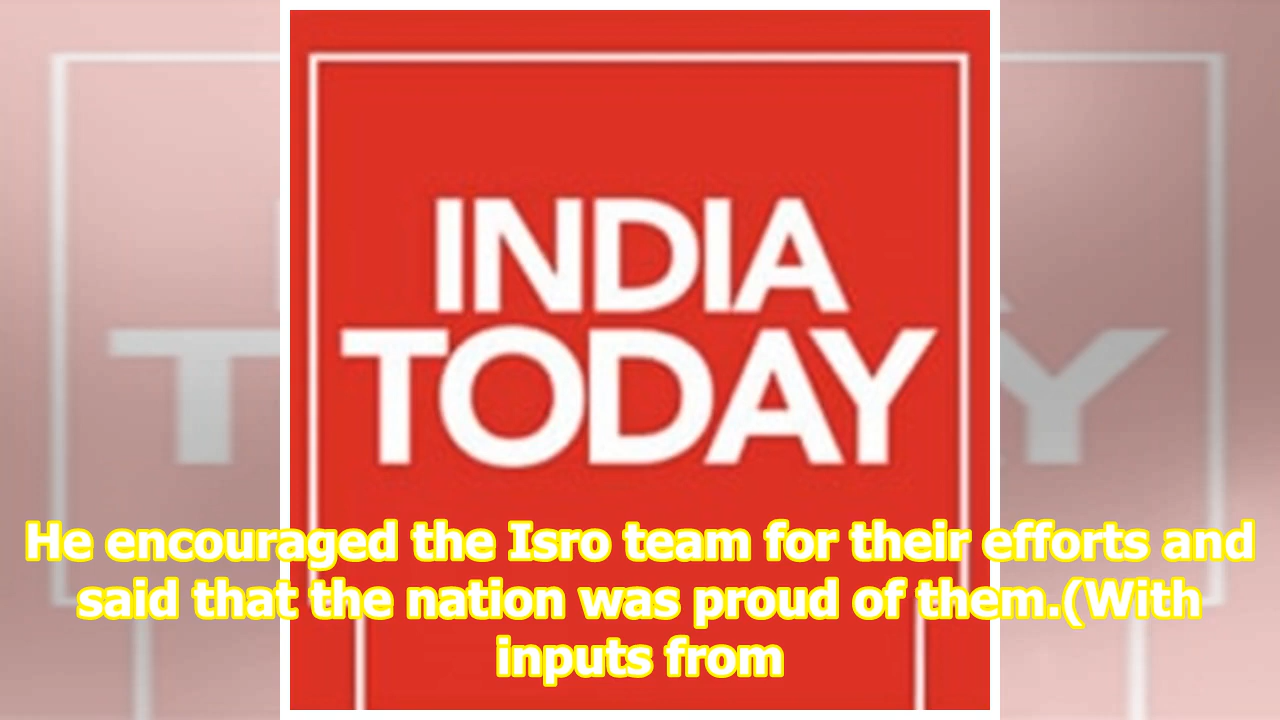 INDIA
TODAY
He encouraged the Isro team for their efforts and
said that the nation was proud of them.(With
inputs from